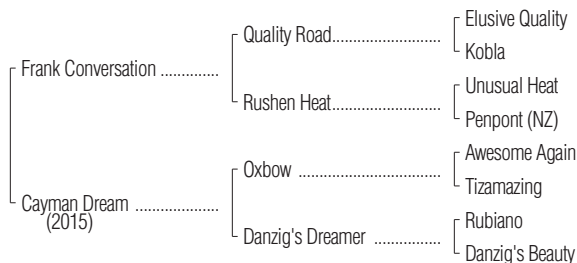 Elusive Quality
Quality Road..........................
Kobla
Frank Conversation ..............
Unusual Heat
Rushen Heat..........................
Penpont (NZ)
Awesome Again
Oxbow ..................................
Tizamazing
Cayman Dream ....................
(2015)
Rubiano
Danzig's Dreamer ................
Danzig's Beauty